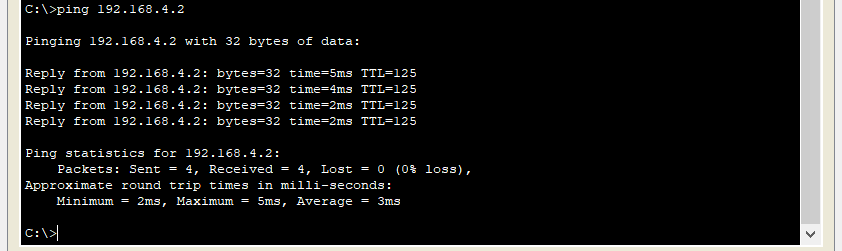 C:\>ping 192.168.4.2
Pinging 192.168.4.2 with 32 bytes of data:
Reply from 192.168.4.2: bytes=32 time=5ms TTL=125
Reply from 192.168.4.2: bytes=32 time=4ms TTL=125
Reply from 192.168.4.2: bytes=32 time=2ms TTL=125
Reply from 192.168.4.2: bytes=32 time=2ms TTL=125
Ping statistics for 192.168.4.2:
    Packets: Sent = 4, Received = 4, Lost = 0 (0% loss),
Approximate round trip times in milli-seconds:
    Minimum = 2ms, Maximum = 5ms, Average = 3ms
C:\>